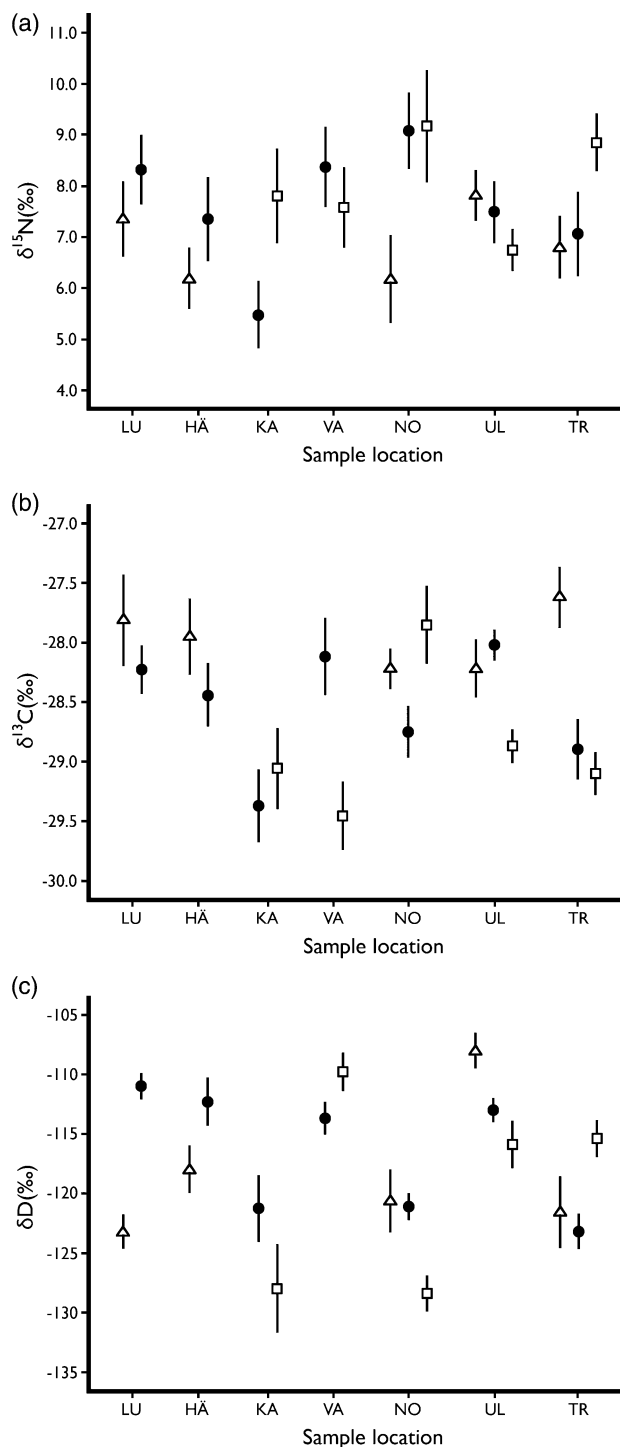 (a)
11.0
10.0
9.0
8.0
7.0
6.0
5.0
4.0
δ¹⁵N(‰)
LU HÄ KA VA NO UL TR
Sample location
(b)
-27.0
-27.5
-28.0
-28.5
-29.0
-29.5
-30.0
δ¹³C(‰)
LU HÄ KA VA NO UL TR
Sample location
(c)
-105
-110
-115
-120
-125
-130
-135
δD(‰)
LU HÄ KA VA NO UL TR
Sample location